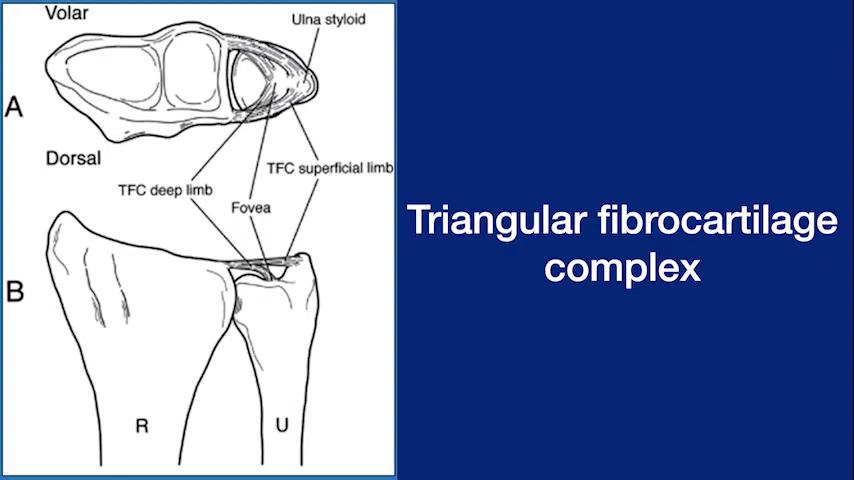 Volar
Ulna styloid
A
Dorsal
TFC superficial limb
TFC deep limb
Fovea
B
R
U
Triangular fibrocartilage
complex